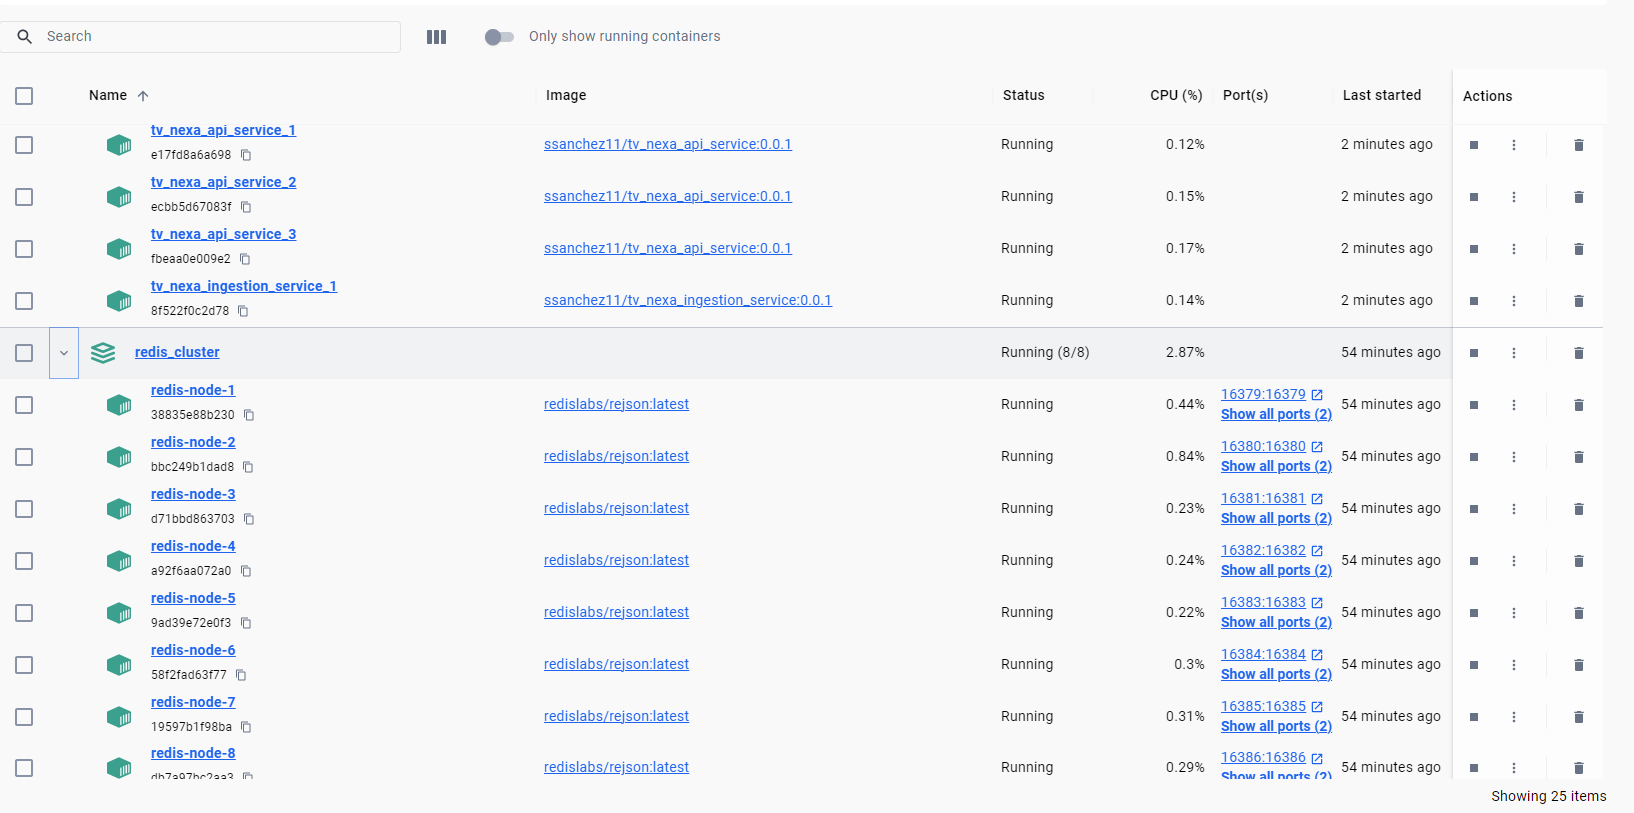 Search
Only show running containers
Name Image Status CPU (%) Port(s) Last started Actions
tv_nexa_api_service_1
e17fd8a6a698
ssanchez11/tv_nexa_api_service:0.0.1 Running 0.12% 2 minutes ago
tv_nexa_api_service_2
ecbb5d67083f
ssanchez11/tv_nexa_api_service:0.0.1 Running 0.15% 2 minutes ago
tv_nexa_api_service_3
fbeaa0e009e2
ssanchez11/tv_nexa_api_service:0.0.1 Running 0.17% 2 minutes ago
tv_nexa_ingestion_service_1
8f522f0c2d78
ssanchez11/tv_nexa_ingestion_service:0.0.1 Running 0.14% 2 minutes ago
redis_cluster Running (8/8) 2.87% 54 minutes ago
redis-node-1
38835e88b230
redislabs/rejson:latest Running 0.44% 16379:16379 54 minutes ago
Show all ports (2)
redis-node-2
bbc249b1dad8
redislabs/rejson:latest Running 0.84% 16380:16380 54 minutes ago
Show all ports (2)
redis-node-3
d71bbd863703
redislabs/rejson:latest Running 0.23% 16381:16381 54 minutes ago
Show all ports (2)
redis-node-4
a92f6aa072a0
redislabs/rejson:latest Running 0.24% 16382:16382 54 minutes ago
Show all ports (2)
redis-node-5
9ad39e72e0f3
redislabs/rejson:latest Running 0.22% 16383:16383 54 minutes ago
Show all ports (2)
redis-node-6
58f2fad63f77
redislabs/rejson:latest Running 0.3% 16384:16384 54 minutes ago
Show all ports (2)
redis-node-7
19597b1f98ba
redislabs/rejson:latest Running 0.31% 16385:16385 54 minutes ago
Show all ports (2)
redis-node-8
redislabs/rejson:latest Running 0.29% 16386:16386 54 minutes ago
Show all ports (2)
Showing 25 items